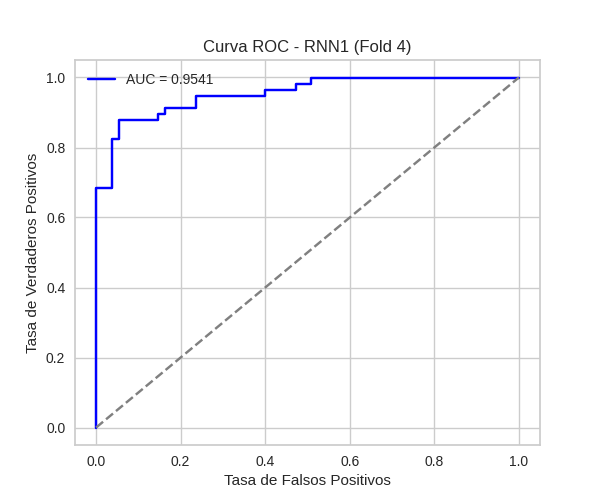 Curva ROC - RNN1 (Fold 4)
AUC = 0.9541
Tasa de Verdaderos Positivos
1.0
0.8
0.6
0.4
0.2
0.0
0.0 0.2 0.4 0.6 0.8 1.0
Tasa de Falsos Positivos